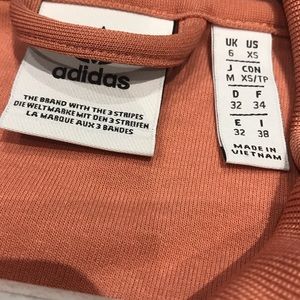 adidas
THE BRAND WITH THE 3 STRIPES
DIE WELTMARKE MIT DEN 3 STREIFEN
LA MARQUE AUX 3 BANDES
UK US
6 XS
J CDN
M XS/TP
D F
32 34
E I
32 38
MADE IN
VIETNAM